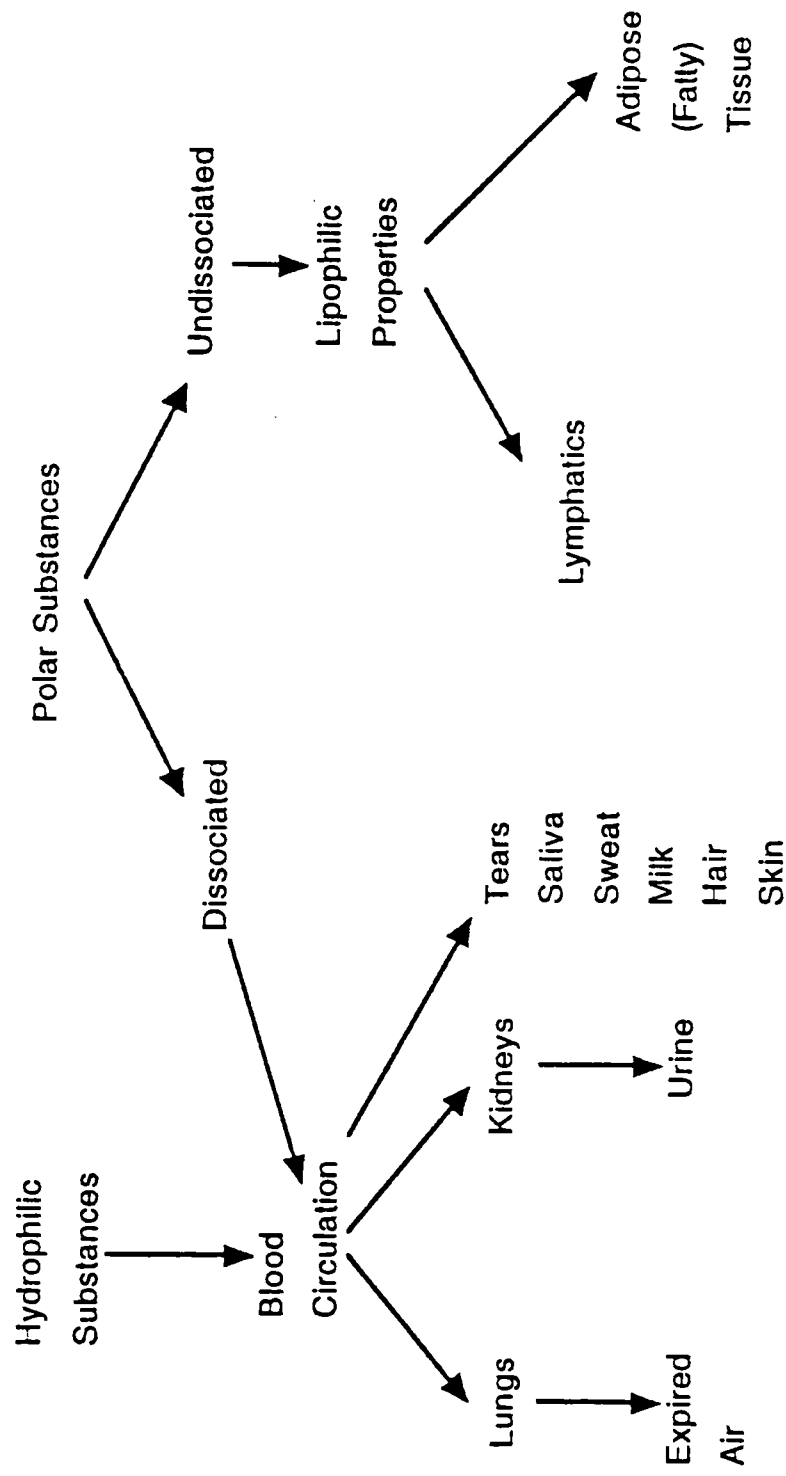 Hydrophilic
Substances
Polar Substances
Dissociated
Undissociated
Blood
Circulation
Lipophilic
Properties
Lungs
Kidneys
Tears
Saliva
Sweat
Milk
Hair
Skin
Lymphatics
Adipose
(Fatty)
Tissue
Expired
Air
Urine